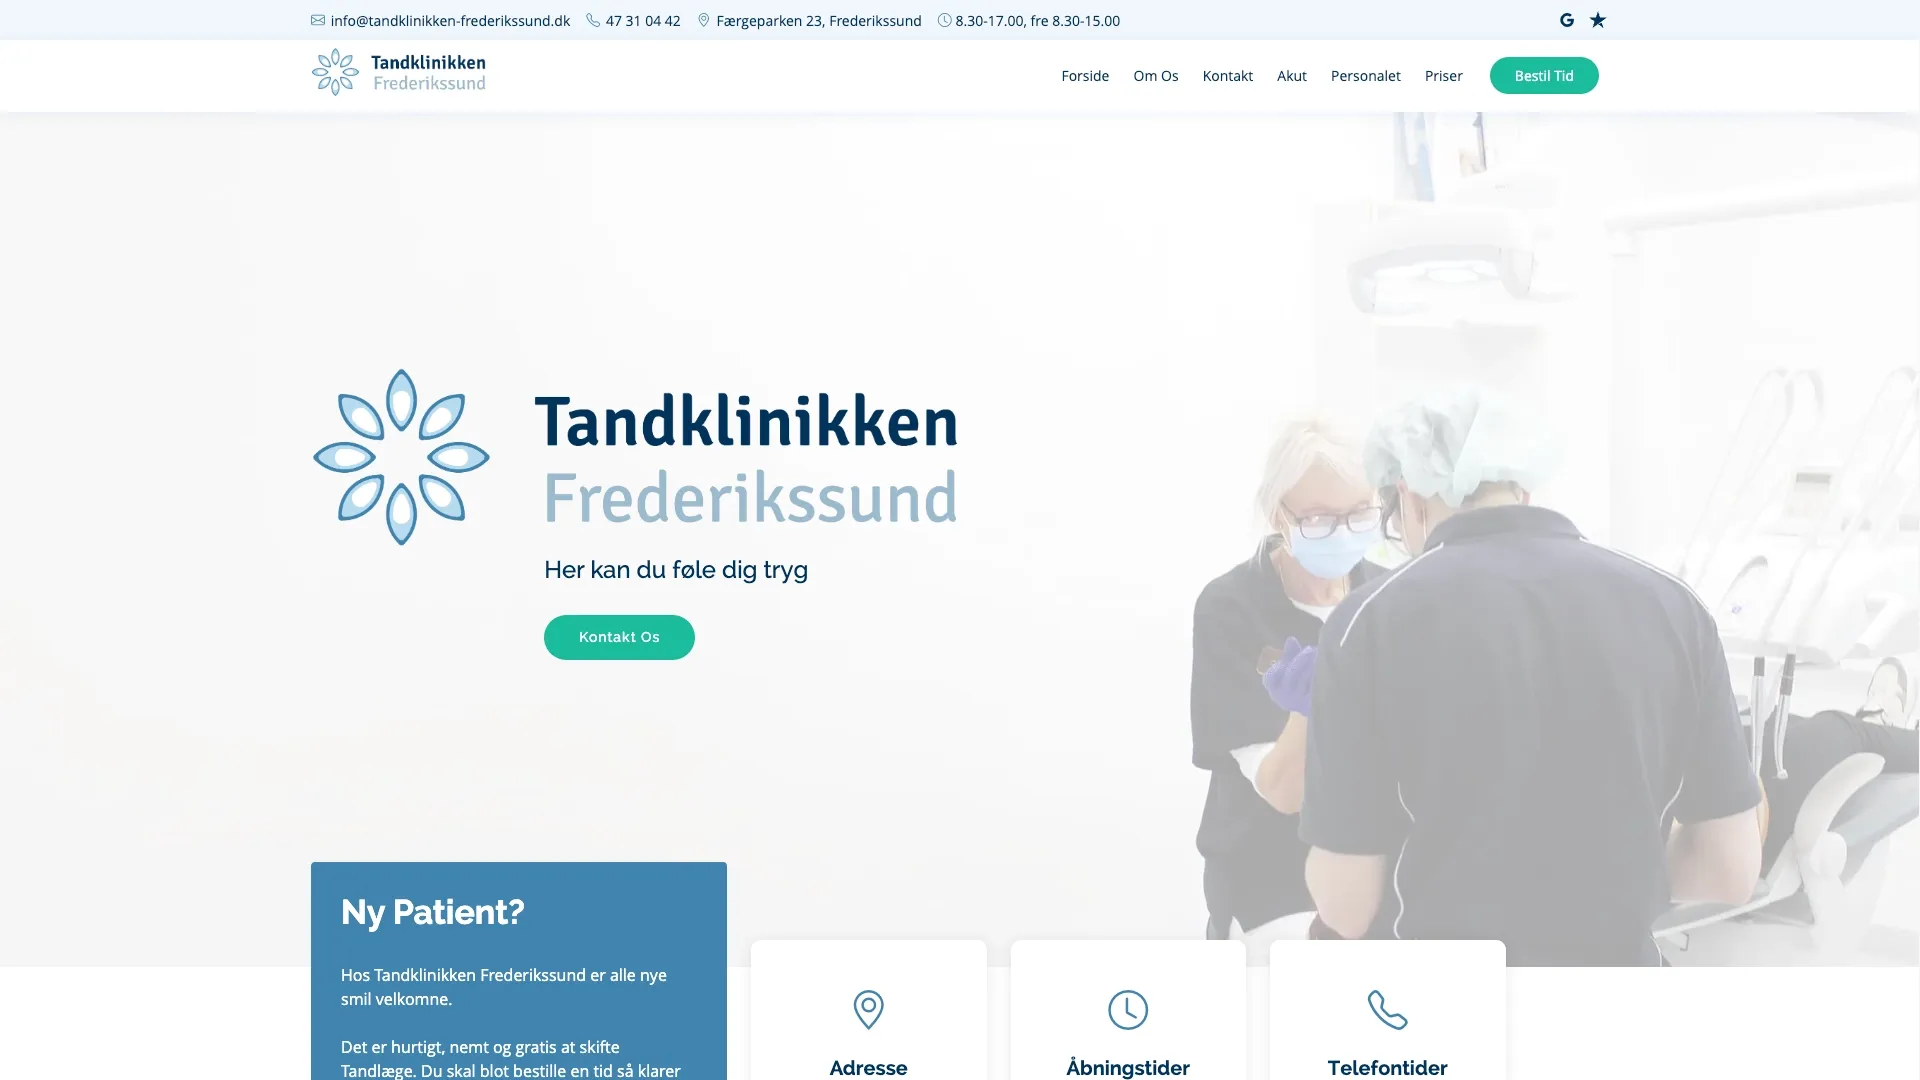 info@tandklinikken-frederikssund.dk 47 31 04 42 Færgeparken 23, Frederikssund 8.30-17.00, fre 8.30-15.00
Tandklinikken
Frederikssund
Forside Om Os Kontakt Akut Personalet Priser Bestil Tid
Tandklinikken
Frederikssund
Her kan du føle dig tryg
Kontakt Os
Ny Patient?
Hos Tandklinikken Frederikssund er alle nye
smil velkomne.
Det er hurtigt, nemt og gratis at skifte
Tandlæge. Du skal blot bestille en tid så klarer
Adresse
Åbningstider
Telefontider